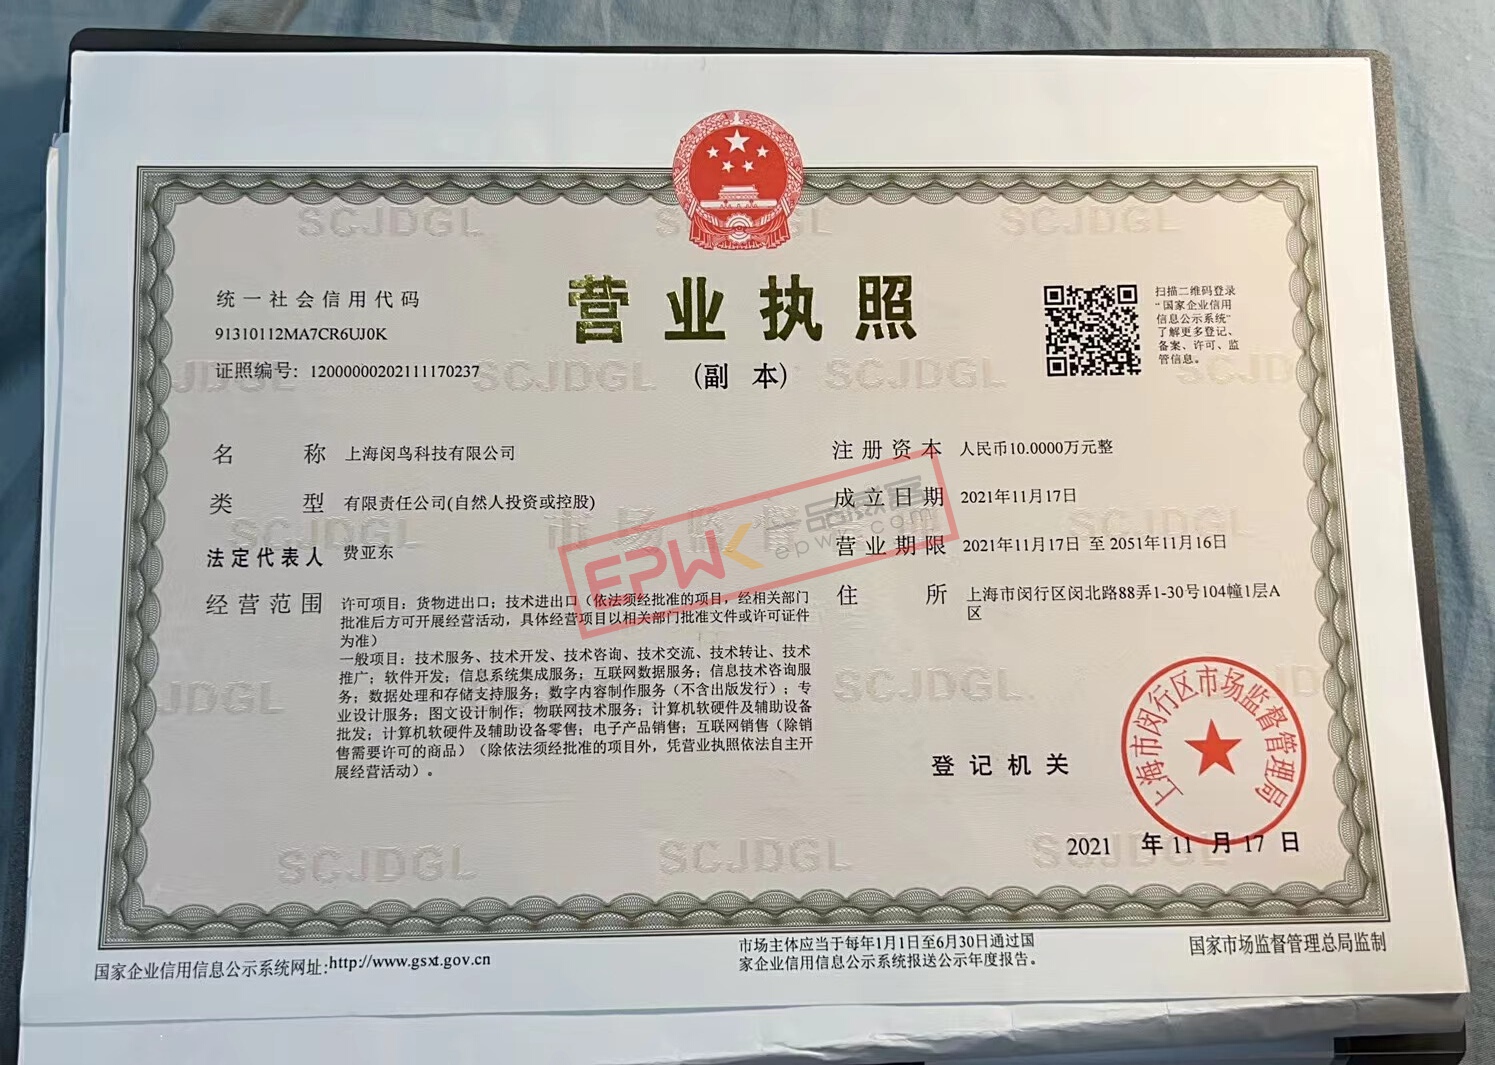 统一社会信用代码
91310112MA7CR6UJ0K
证照编号: 12000000202111170237
营业执照
(副 本)
扫描二维码登录
“国家企业信用
信息公示系统”
了解更多登记、
备案、许可、监
管信息。
名 称 上海闵鸟科技有限公司
类 型 有限责任公司(自然人投资或控股)
法定代表人 费亚东
经营范围 许可项目：货物进出口；技术进出口（依法须经批准的项目，经相关部门
批准后方可开展经营活动，具体经营项目以相关部门批准文件或许可证件
为准）
一般项目：技术服务、技术开发、技术咨询、技术交流、技术转让、技术
推广；软件开发；信息系统集成服务；互联网数据服务；信息技术咨询服
务；数据处理和存储支持服务；数字内容制作服务（不含出版发行）；专
业设计服务；图文设计制作；物联网技术服务；计算机软硬件及辅助设备
批发；计算机软硬件及辅助设备零售；电子产品销售；互联网销售（除销
售需要许可的商品）（除依法须经批准的项目外，凭营业执照依法自主开
展经营活动）。
注册资本 人民币10.0000万元整
成立日期 2021年11月17日
营业期限 2021年11月17日 至 2051年11月16日
住 所 上海市闵行区闵北路88弄1-30号104幢1层A
区
EPWK 一品威客
epwk.com
登记机关
上海市闵行区市场监督管理局
2021 年 11 月 17 日
SCJDGL
SCJDGL
SCJDGL
SCJDGL
SCJDGL
SCJDGL
SCJDGL
SCJDGL
SCJDGL
市场监督
国家企业信用信息公示系统网址:http://www.gsxt.gov.cn
市场主体应当于每年1月1日至6月30日通过国
家企业信用信息公示系统报送公示年度报告。
国家市场监督管理总局监制